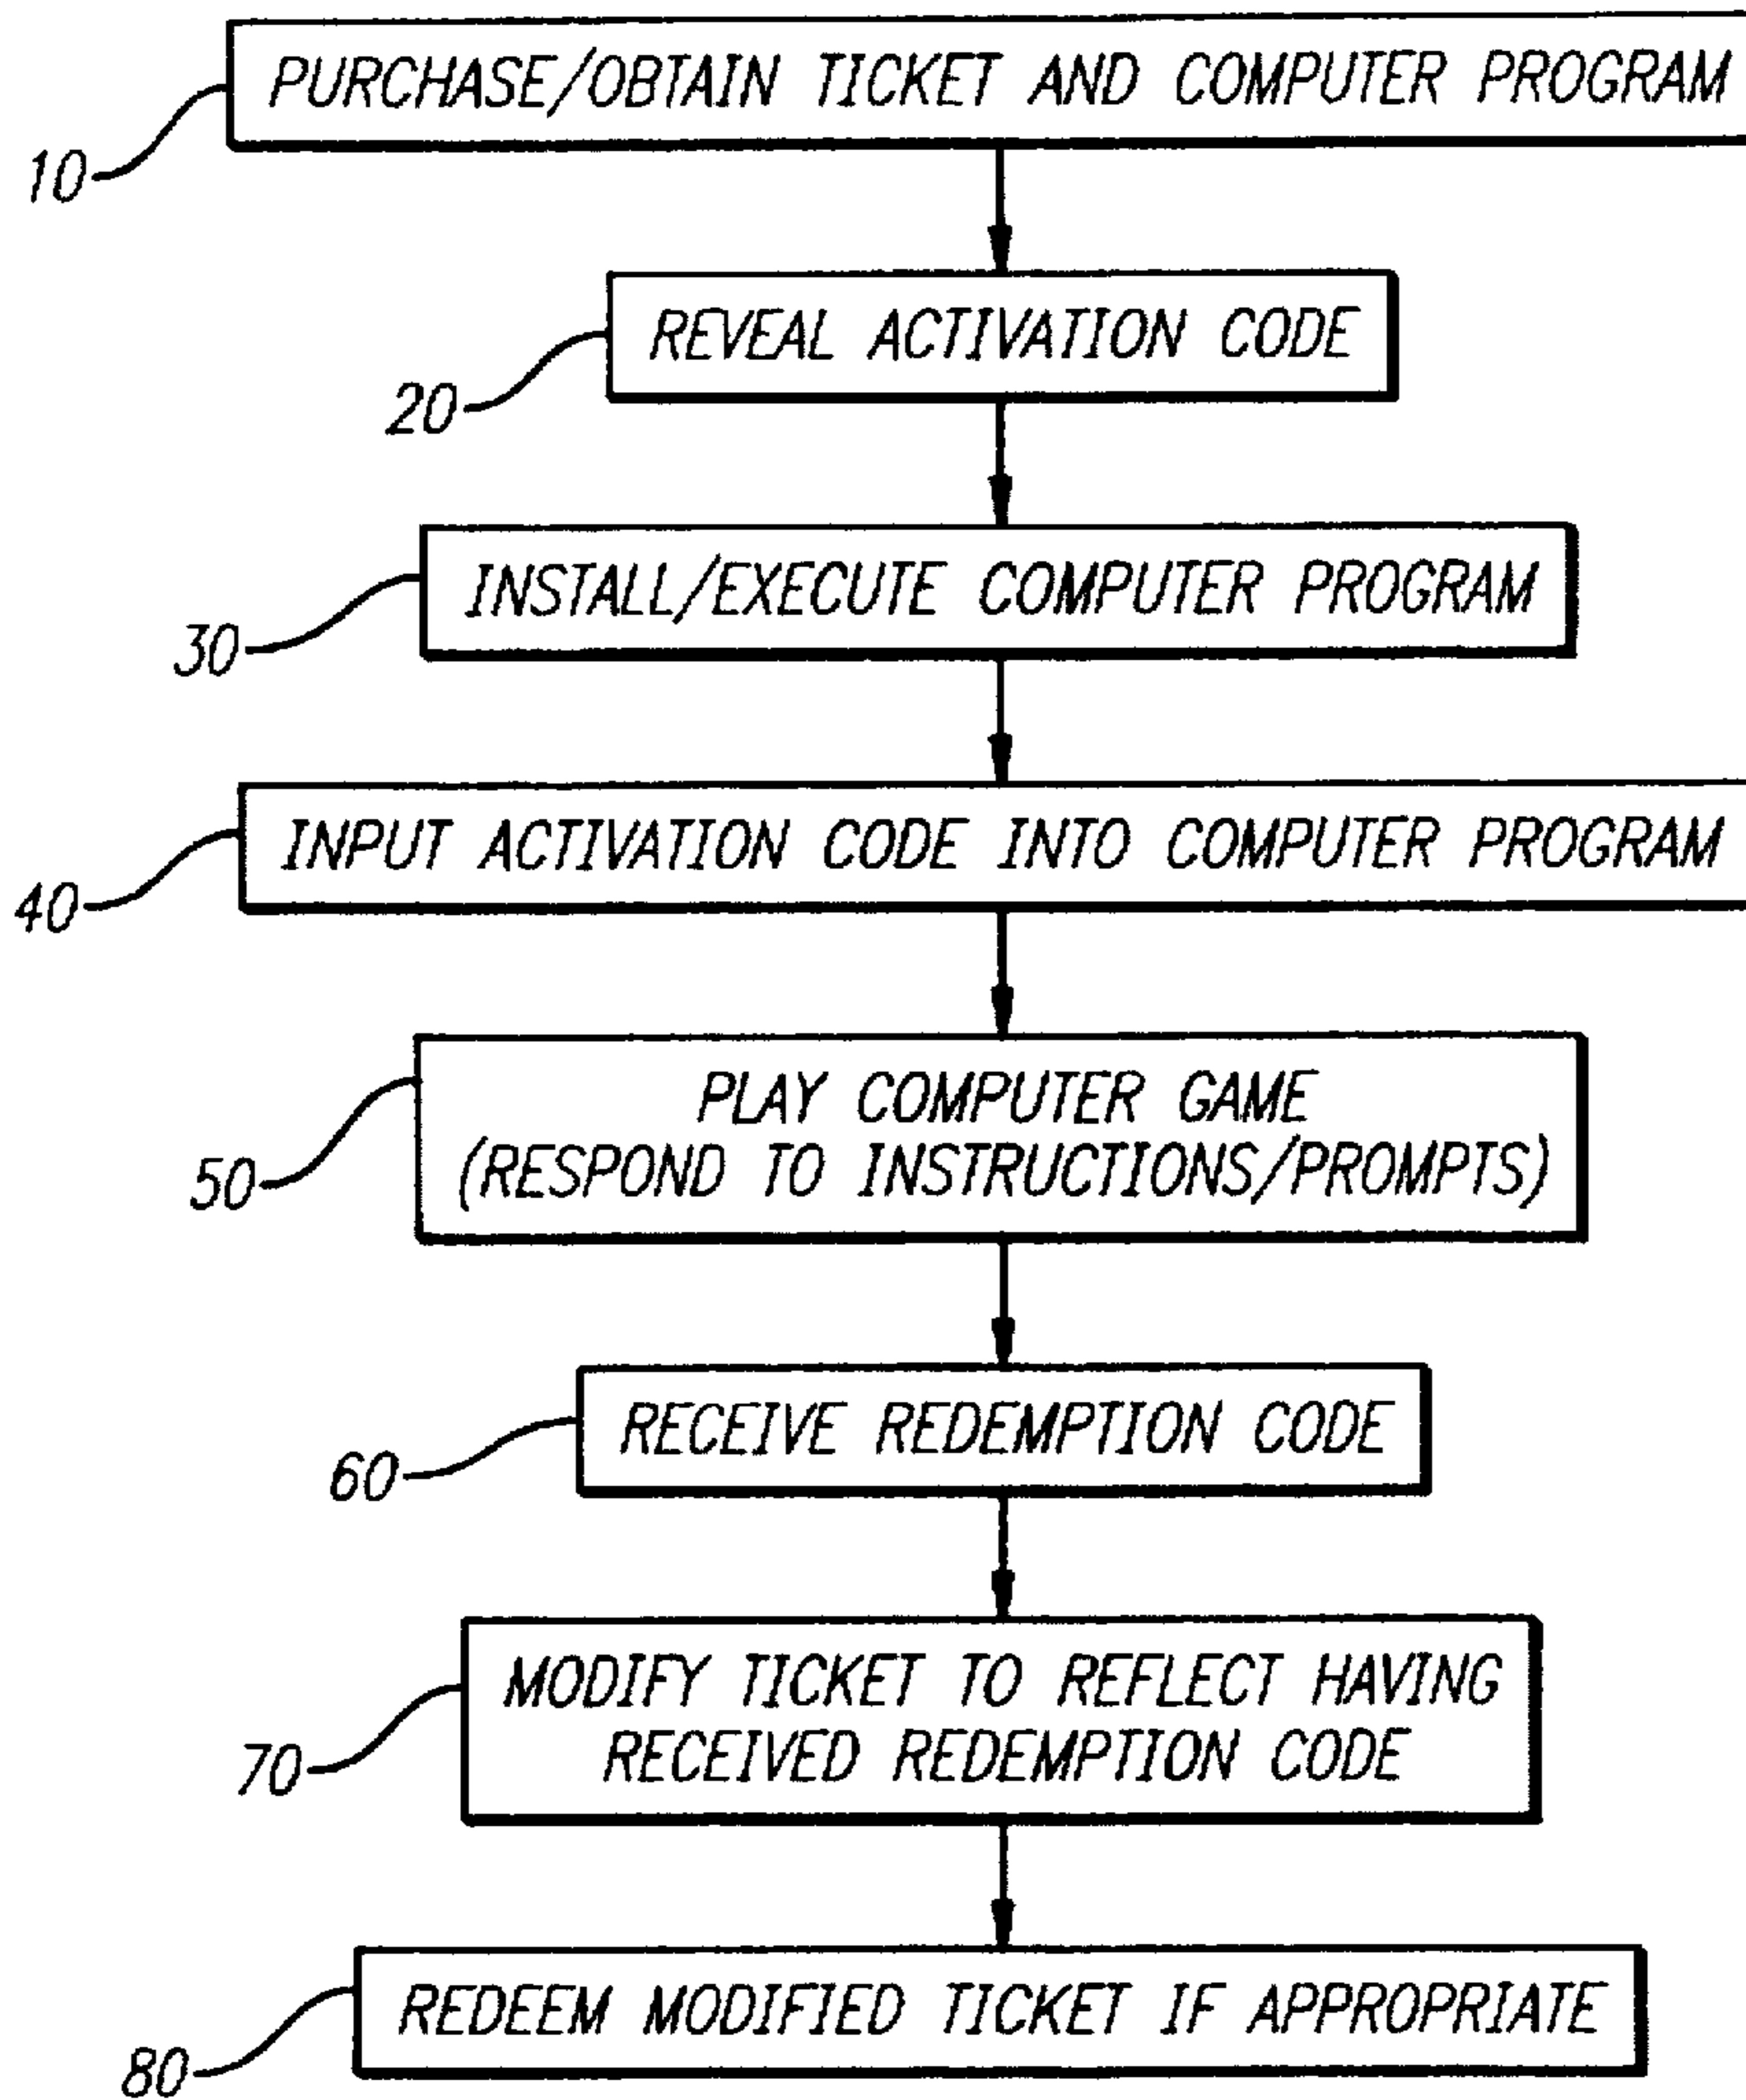 PURCHASE/OBTAIN TICKET AND COMPUTER PROGRAM
10
REVEAL ACTIVATION CODE
20
INSTALL/EXECUTE COMPUTER PROGRAM
30
INPUT ACTIVATION CODE INTO COMPUTER PROGRAM
40
PLAY COMPUTER GAME
(RESPOND TO INSTRUCTIONS/PROMPTS)
50
RECEIVE REDEMPTION CODE
60
MODIFY TICKET TO REFLECT HAVING
RECEIVED REDEMPTION CODE
70
REDEEM MODIFIED TICKET IF APPROPRIATE
80